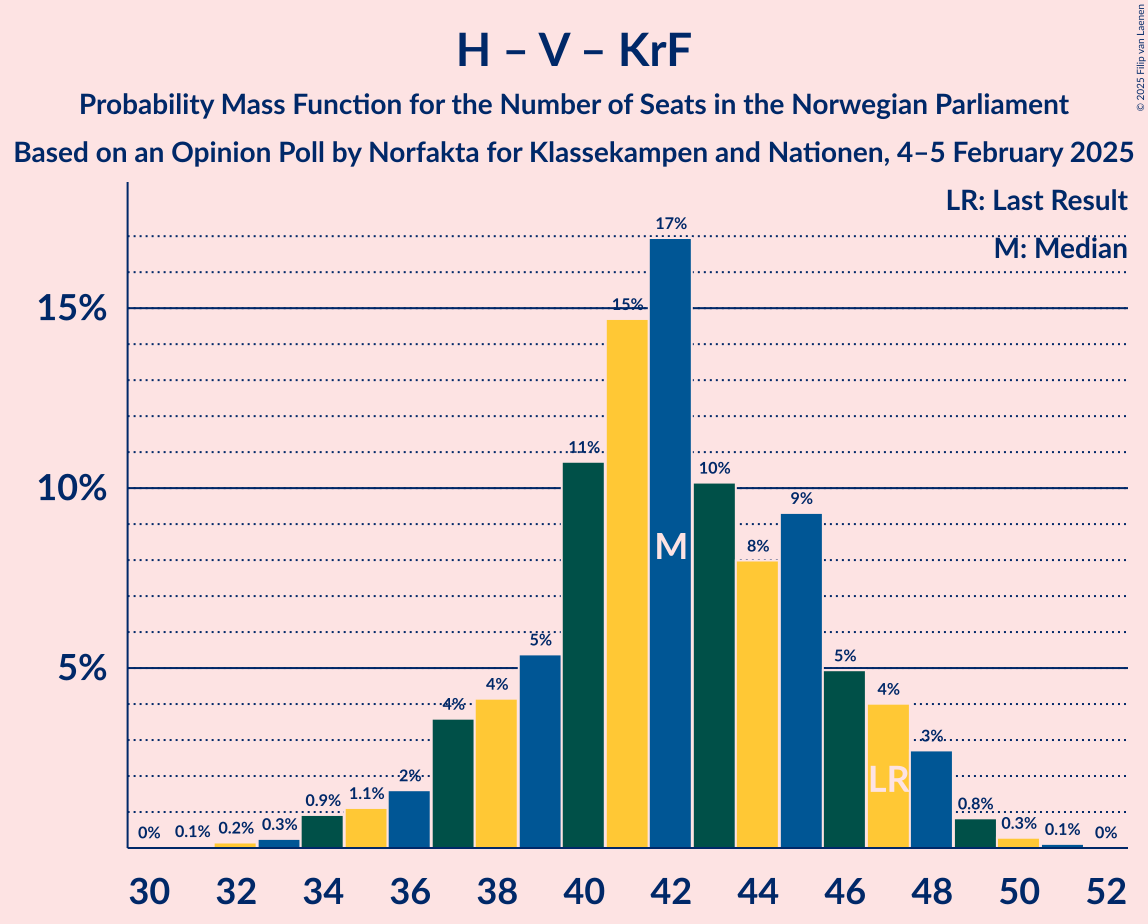 H – V – KrF
Probability Mass Function for the Number of Seats in the Norwegian Parliament
Based on an Opinion Poll by Norfakta for Klassekampen and Nationen, 4–5 February 2025
© 2025 Filip van Laenen
LR: Last Result
M: Median
15%
10%
5%
0%
0.1%
0.2%
0.3%
0.9%
1.1%
2%
4%
4%
5%
11%
15%
17%
10%
8%
9%
5%
4%
3%
0.8%
0.3%
0.1%
0%
M
LR
30 32 34 36 38 40 42 44 46 48 50 52